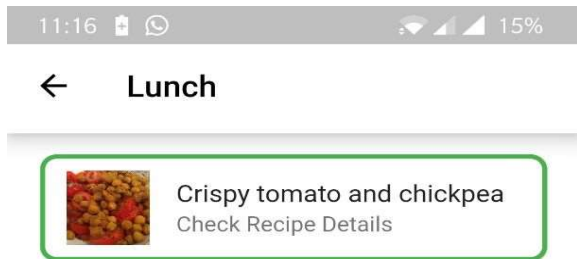 11:16 15%
Lunch
Crispy tomato and chickpea
Check Recipe Details